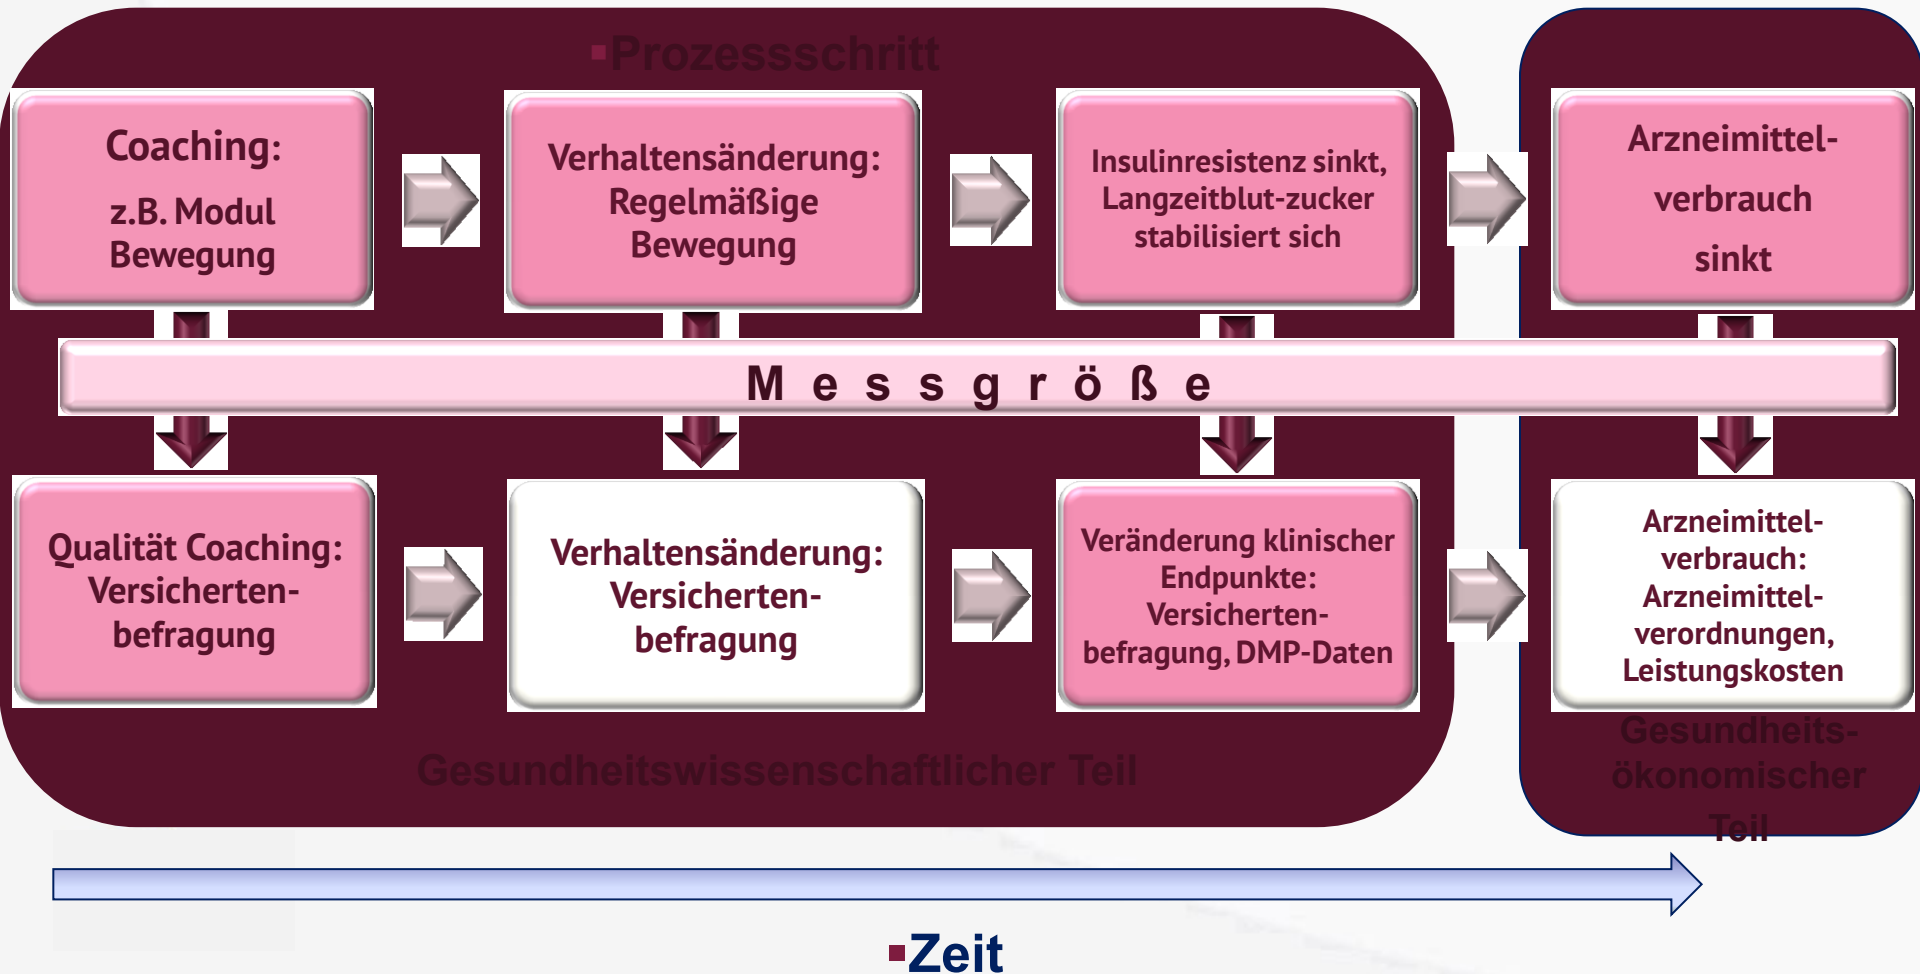 ▪Prozessschritt
Coaching:
z.B. Modul
Bewegung
Verhaltensänderung:
Regelmäßige
Bewegung
Insulinresistenz sinkt,
Langzeitblut-zucker
stabilisiert sich
Arzneimittel-
verbrauch
sinkt
Messgröße
Qualität Coaching:
Versicherten-
befragung
Verhaltensänderung:
Versicherten-
befragung
Veränderung klinischer
Endpunkte:
Versicherten-
befragung, DMP-Daten
Arzneimittel-
verbrauch:
Arzneimittel-
verordnungen,
Leistungskosten
Gesundheitswissenschaftlicher Teil
Gesundheits-
ökonomischer
Teil
▪Zeit